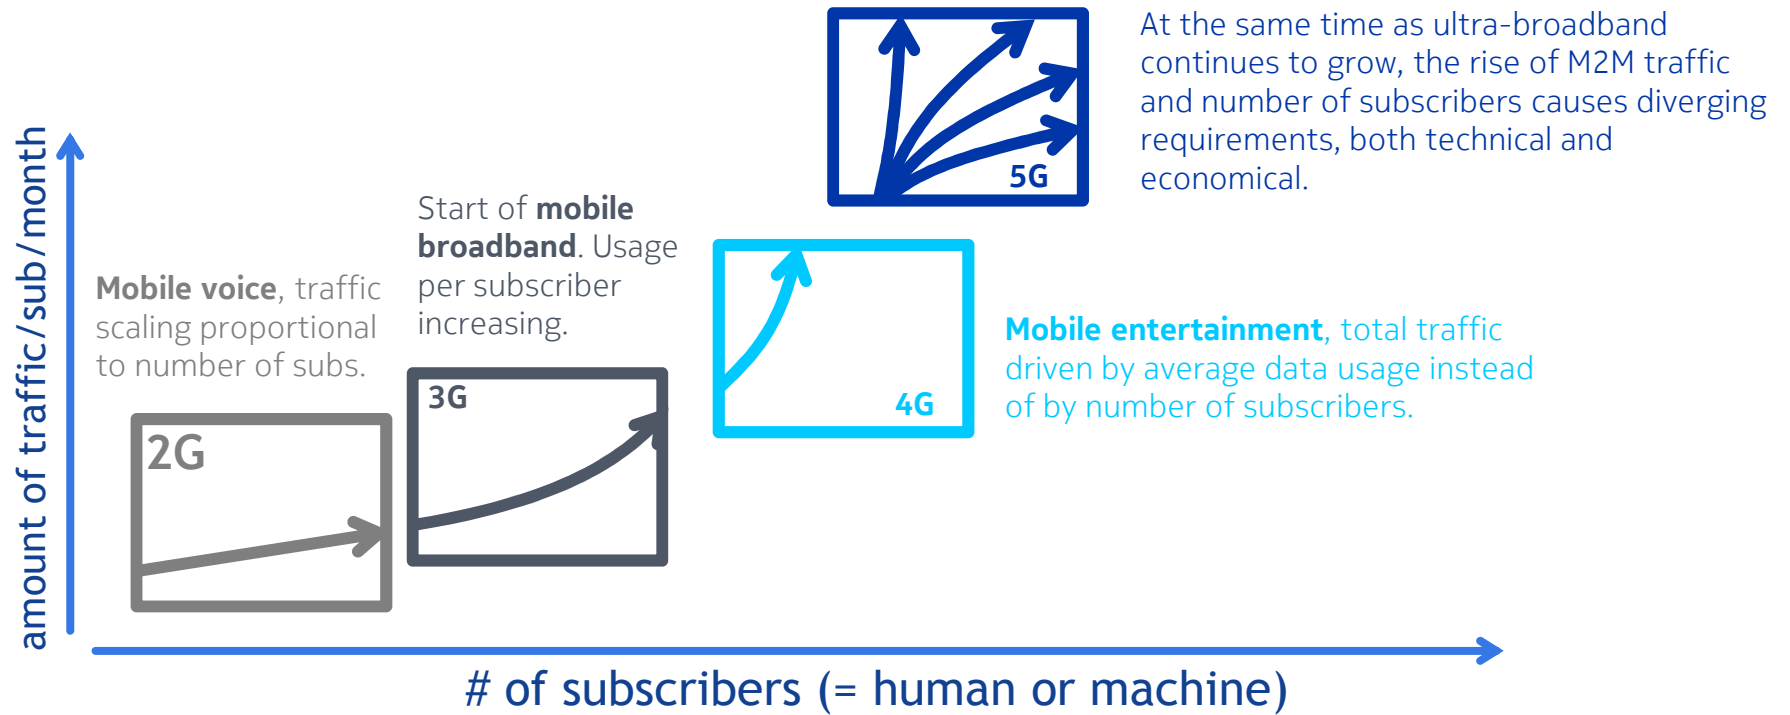 At the same time as ultra-broadband
continues to grow, the rise of M2M traffic
and number of subscribers causes diverging
requirements, both technical and
economical.
5G
Start of mobile
broadband. Usage
per subscriber
increasing.
Mobile voice, traffic
scaling proportional
to number of subs.
Mobile entertainment, total traffic
driven by average data usage instead
of by number of subscribers.
3G
4G
2G
amount of traffic/sub/month
# of subscribers (= human or machine)